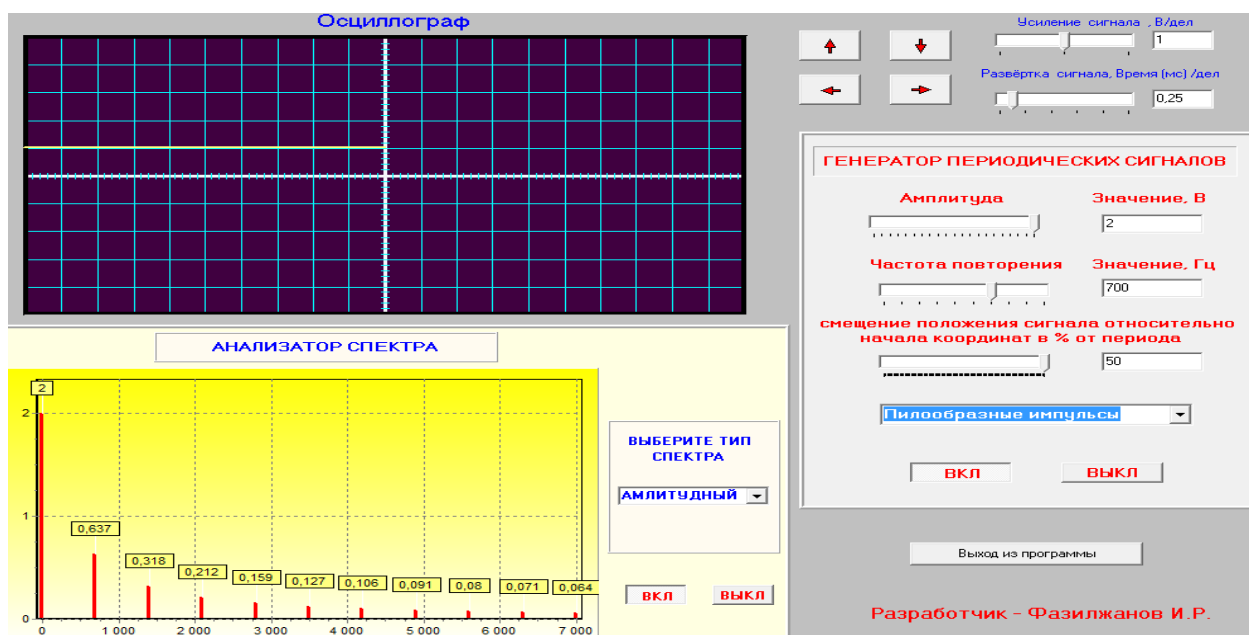 Осциллограф
Усиление сигнала , В/дел
1
Развёртка сигнала, Время (мс) /дел
0,25
ГЕНЕРАТОР ПЕРИОДИЧЕСКИХ СИГНАЛОВ
Амплитуда Значение, В
2
Частота повторения Значение, Гц
700
смещение положения сигнала относительно
начала координат в % от периода
50
Пилообразные импульсы
ВКЛ ВЫКЛ
Выход из программы
Разработчик - Фазилжанов И.Р.
АНАЛИЗАТОР СПЕКТРА
2
2
1
0
0,637
0,318
0,212
0,159
0,127
0,106
0,091
0,08
0,071
0,064
0 1 000 2 000 3 000 4 000 5 000 6 000 7 000
ВЫБЕРИТЕ ТИП
СПЕКТРА
АМЛИТУДНЫЙ
ВКЛ ВЫКЛ